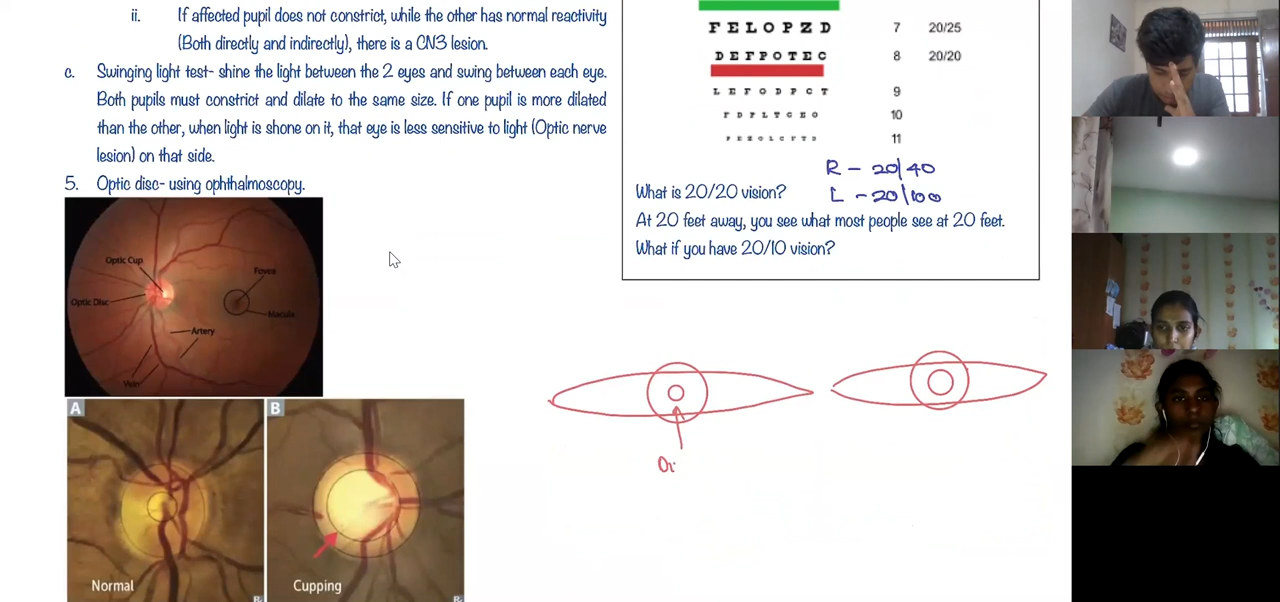 ii. If affected pupil does not constrict, while the other has normal reactivity
(Both directly and indirectly), there is a CN3 lesion.
c. Swinging light test- shine the light between the 2 eyes and swing between each eye.
Both pupils must constrict and dilate to the same size. If one pupil is more dilated
than the other, when light is shone on it, that eye is less sensitive to light (Optic nerve
lesion) on that side.
5. Optic disc- using ophthalmoscopy.
Optic Cup
Fovea
Optic Disc
Macula
Artery
Vein
A
B
Normal
Cupping
F E L O P Z D 7 20/25
D E F P O T E C 8 20/20
L E F O D P C T 9
F D P L T C E O 10
P E Z O L C F T D 11
R - 20/40
What is 20/20 vision? L - 20/100
At 20 feet away, you see what most people see at 20 feet.
What if you have 20/10 vision?